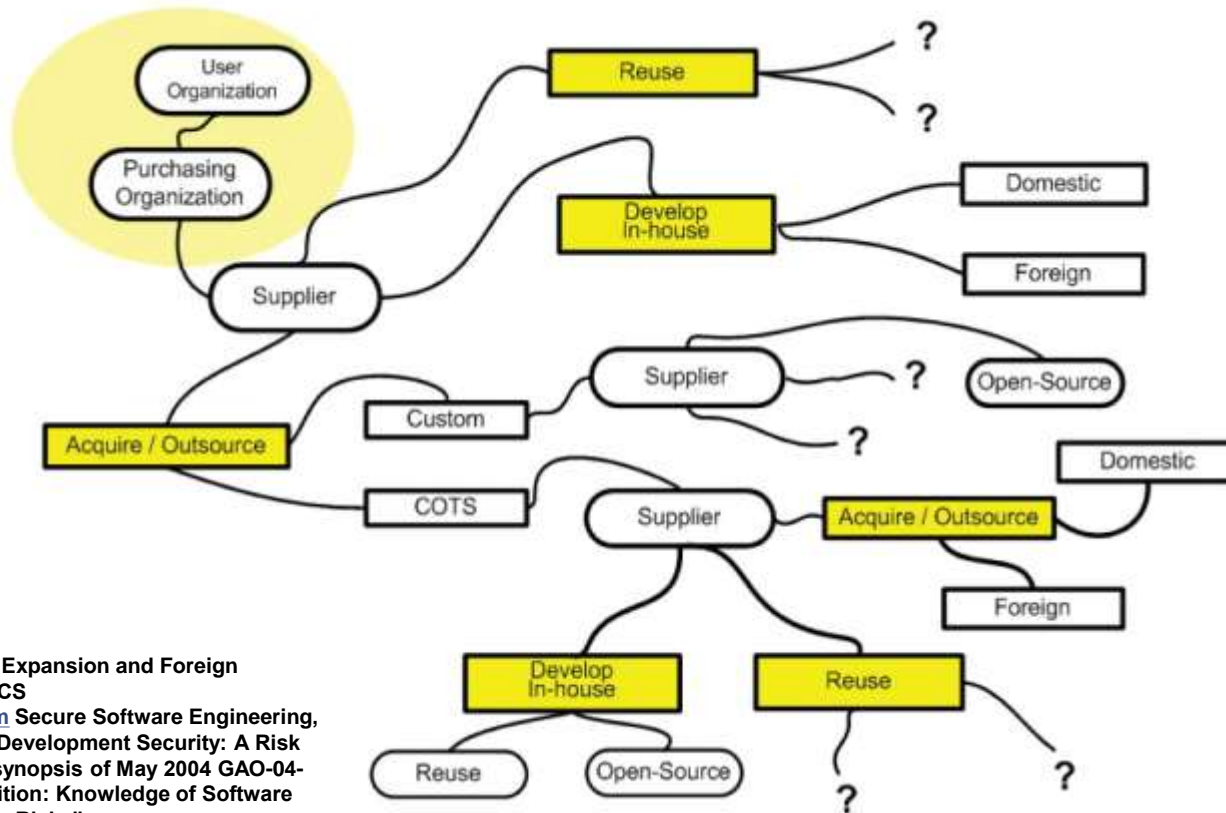 User
Organization
Purchasing
Organization
Supplier
Reuse
?
?
Develop
In-house
Domestic
Foreign
Acquire / Outsource
Custom
Supplier
?
?
Open-Source
COTS
Supplier
Acquire / Outsource
Domestic
Foreign
Develop
In-house
Reuse
Open-Source
Reuse
?
?
Expansion and Foreign
CS
Secure Software Engineering,
Development Security: A Risk
synopsis of May 2004 GAO-04-
Knowledge of Software